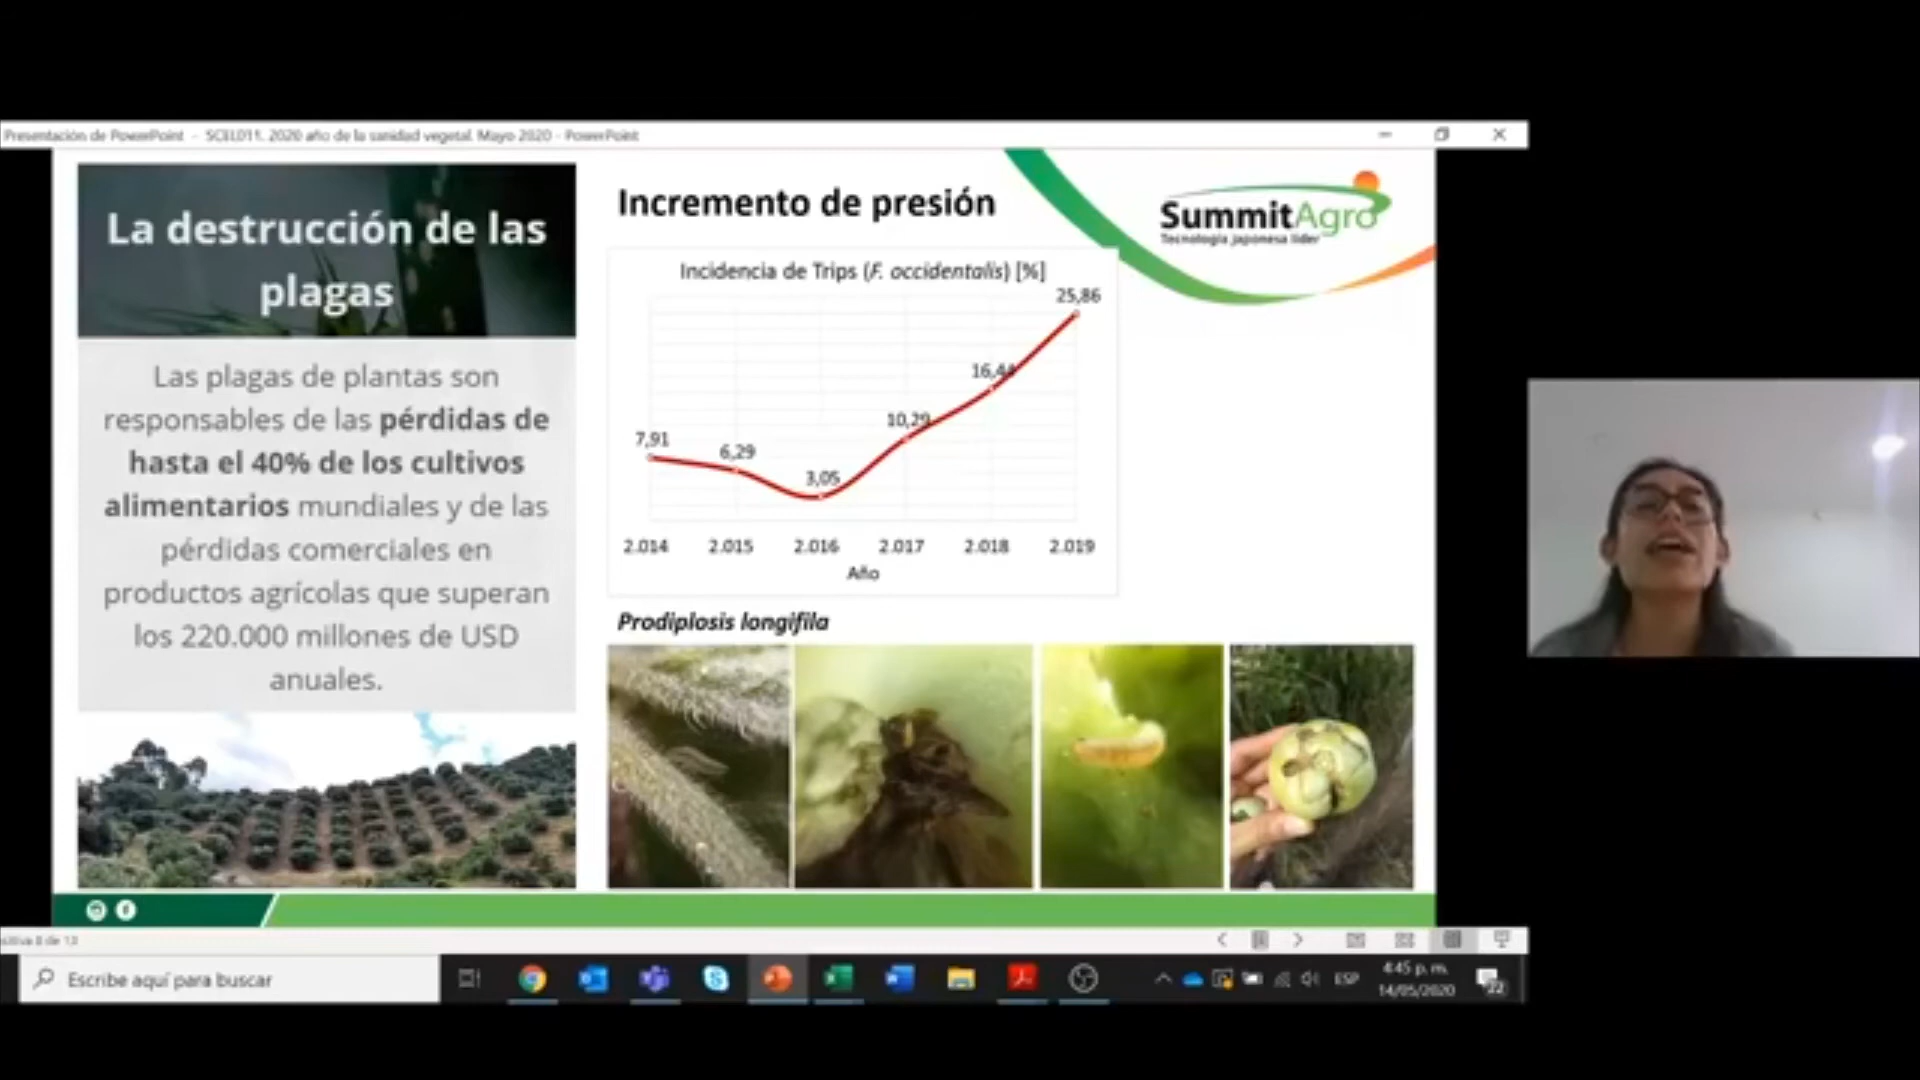 Presentación de PowerPoint - SCEL011. 2020 año de la sanidad vegetal. Mayo 2020 - PowerPoint
La destrucción de las
plagas
Las plagas de plantas son
responsables de las pérdidas de
hasta el 40% de los cultivos
alimentarios mundiales y de las
pérdidas comerciales en
productos agrícolas que superan
los 220.000 millones de USD
anuales.
Incremento de presión
SummitAgro
Tecnología japonesa líder
Incidencia de Trips (F. occidentalis) [%]
25,86
16,44
10,29
7,91
6,29
3,05
2.014 2.015 2.016 2.017 2.018 2.019
Año
Prodiplosis longifila
de 13
Escribe aquí para buscar
ESP
4:45 p. m.
14/05/2020
22